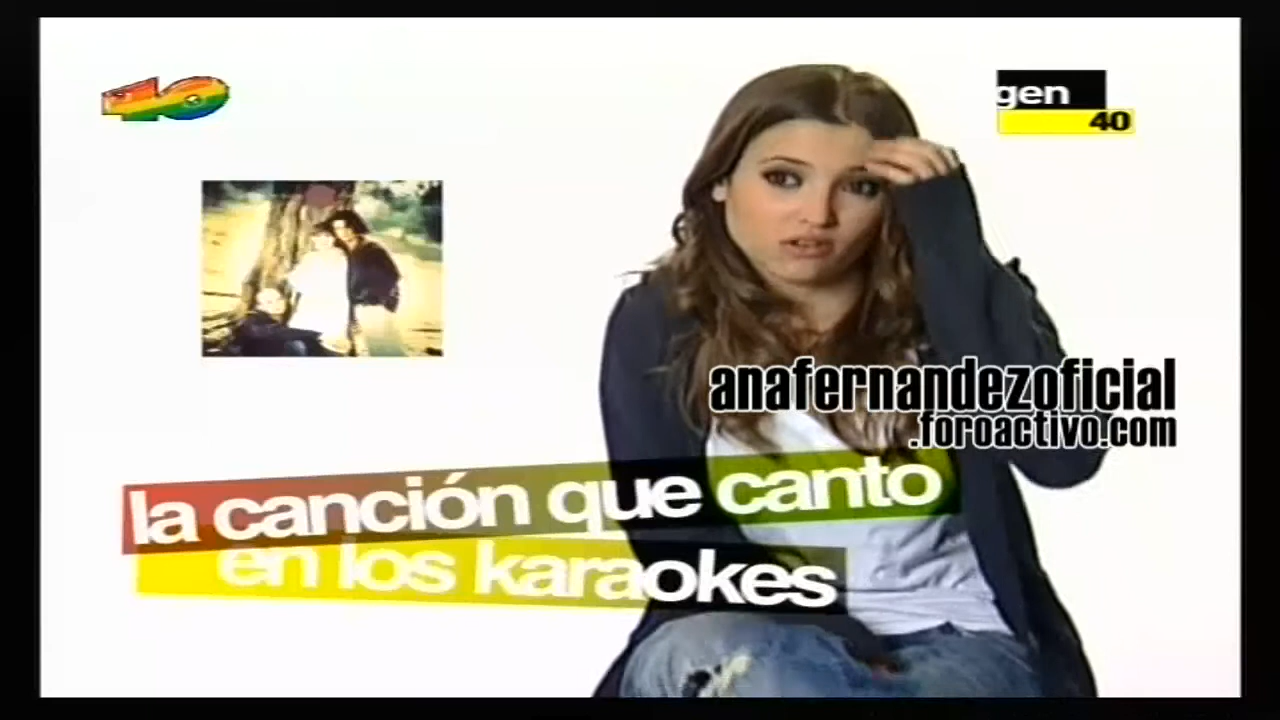 40
gen
40
anafernandezoficial
.foroactivo.com
la canción que canto
en los karaokes